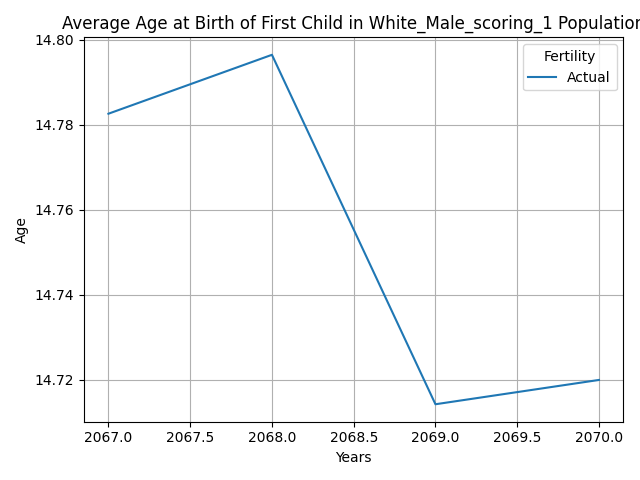 Average Age at Birth of First Child in White_Male_scoring_1 Population
14.80
14.78
14.76
14.74
14.72
Age
Fertility
Actual
2067.0 2067.5 2068.0 2068.5 2069.0 2069.5 2070.0
Years